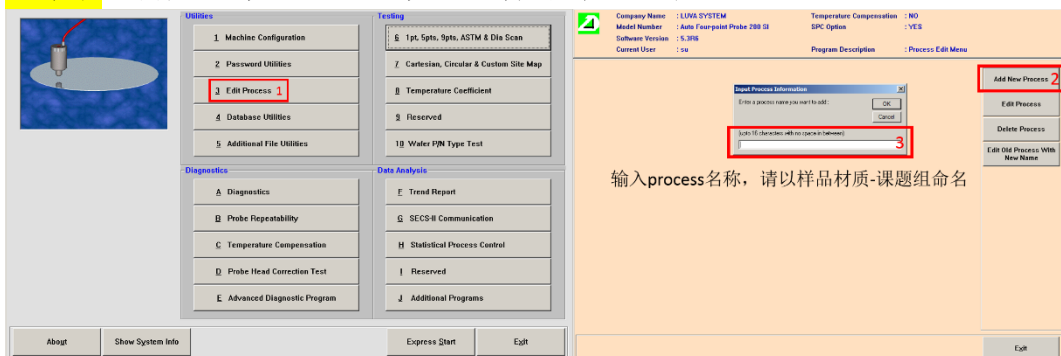 Utilities
1 Machine Configuration
2 Password Utilities
3 Edit Process 1
4 Database Utilities
5 Additional File Utilities
Testing
6 1pt, 5pts, 9pts, ASTM & Dia Scan
7 Cartesian, Circular & Custom Site Map
8 Temperature Coefficient
9 Reserved
10 Wafer P/N Type Test
Diagnostics
A Diagnostics
B Probe Repeatability
C Temperature Compensation
D Probe Head Correction Test
E Advanced Diagnostic Program
Data Analysis
F Trend Report
G SECS-II Communication
H Statistical Process Control
I Reserved
J Additional Programs
About
Show System Info
Express Start
Exit
Company Name : LUVA SYSTEM
Model Number : Auto Four-point Probe 200 SI
Software Version : 5.3R6
Current User : su
Temperature Compensation : NO
SPC Option : YES
Program Description : Process Edit Menu
Add New Process 2
Edit Process
Delete Process
Edit Old Process With
New Name
Input Process Information
Enter a process name you want to add :
OK
Cancel
(upto 16 characters with no space in between)
3
输入process名称，请以样品材质-课题组命名
Exit